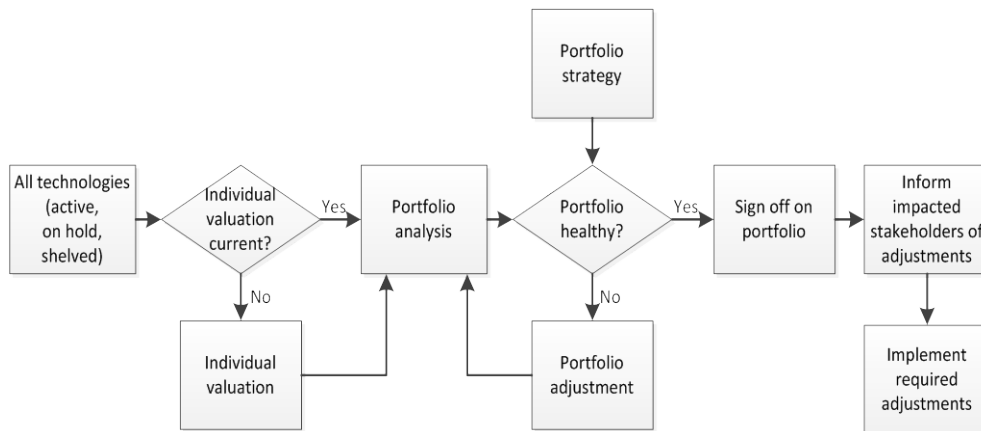 Portfolio
strategy
All technologies
(active,
on hold,
shelved)
Individual
valuation
current?
Yes
Portfolio
analysis
Portfolio
healthy?
Yes
Sign off on
portfolio
Inform
impacted
stakeholders of
adjustments
No
No
Individual
valuation
Portfolio
adjustment
Implement
required
adjustments